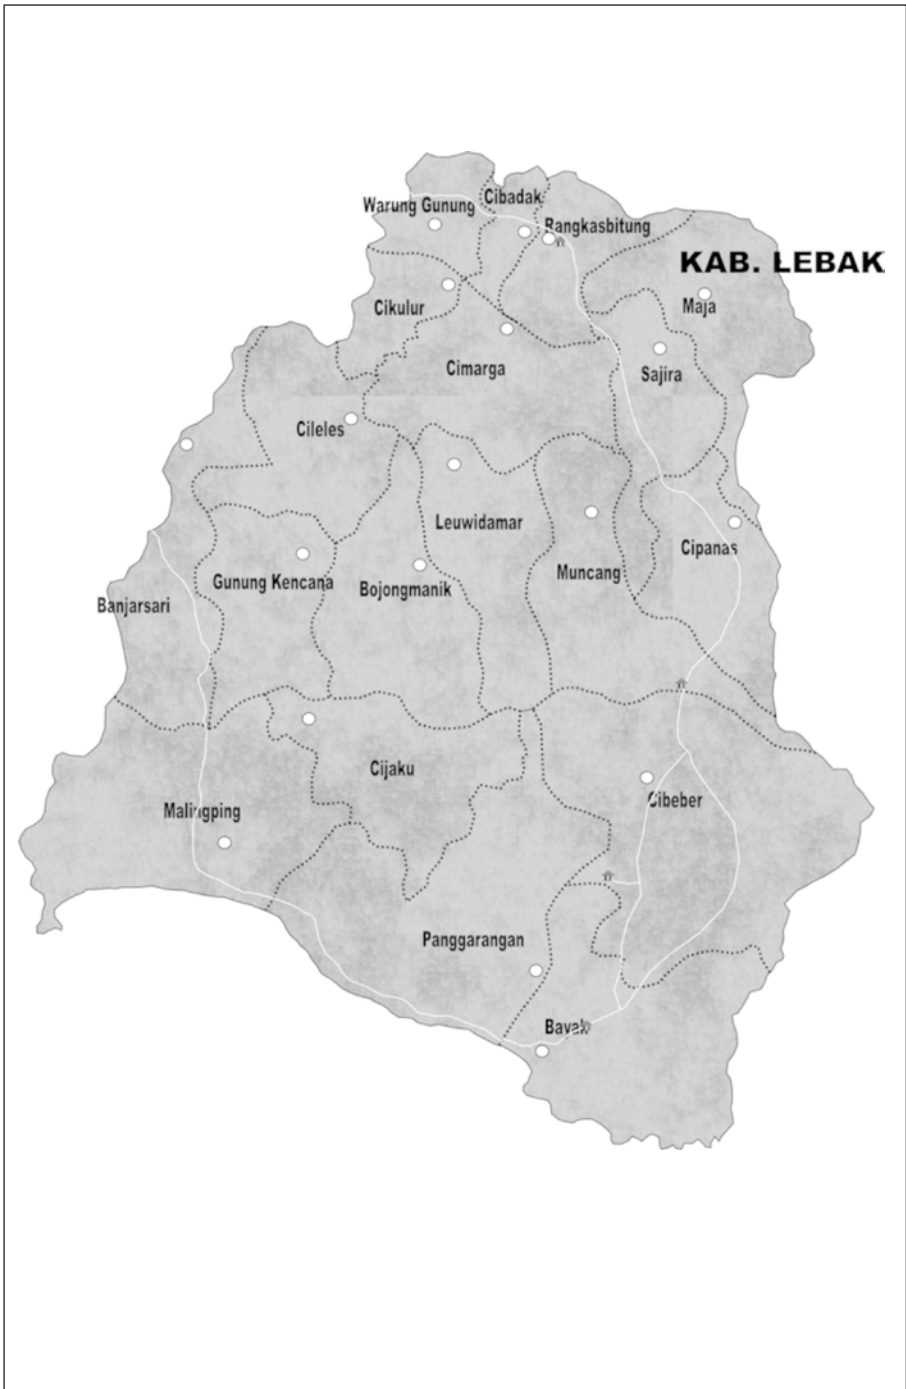 Cibadak
Warung Gunung
Rangkasbitung
KAB. LEBAK
Cikulur
Maja
Cimarga
Sajira
Cileles
Leuwidamar
Cipanas
Muncang
Gunung Kencana
Bojongmanik
Banjarsari
Cijaku
Cibeber
Malingping
Panggarangan
Bayah